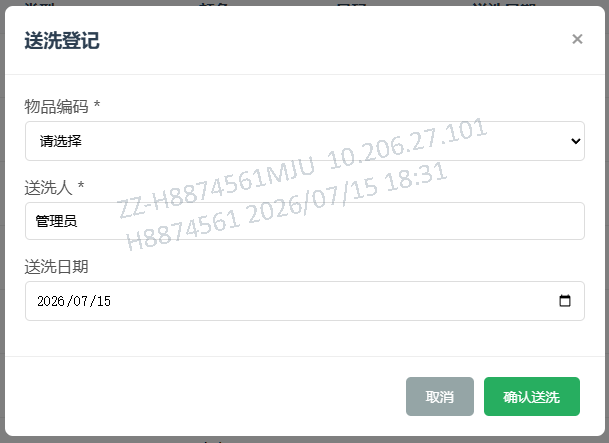 送洗登记
×
物品编码 *
请选择
送洗人 *
管理员
送洗日期
2026/07/15
取消
确认送洗
ZZ-H8874561MJU 10.206.27.101
H8874561 2026/07/15 18:31